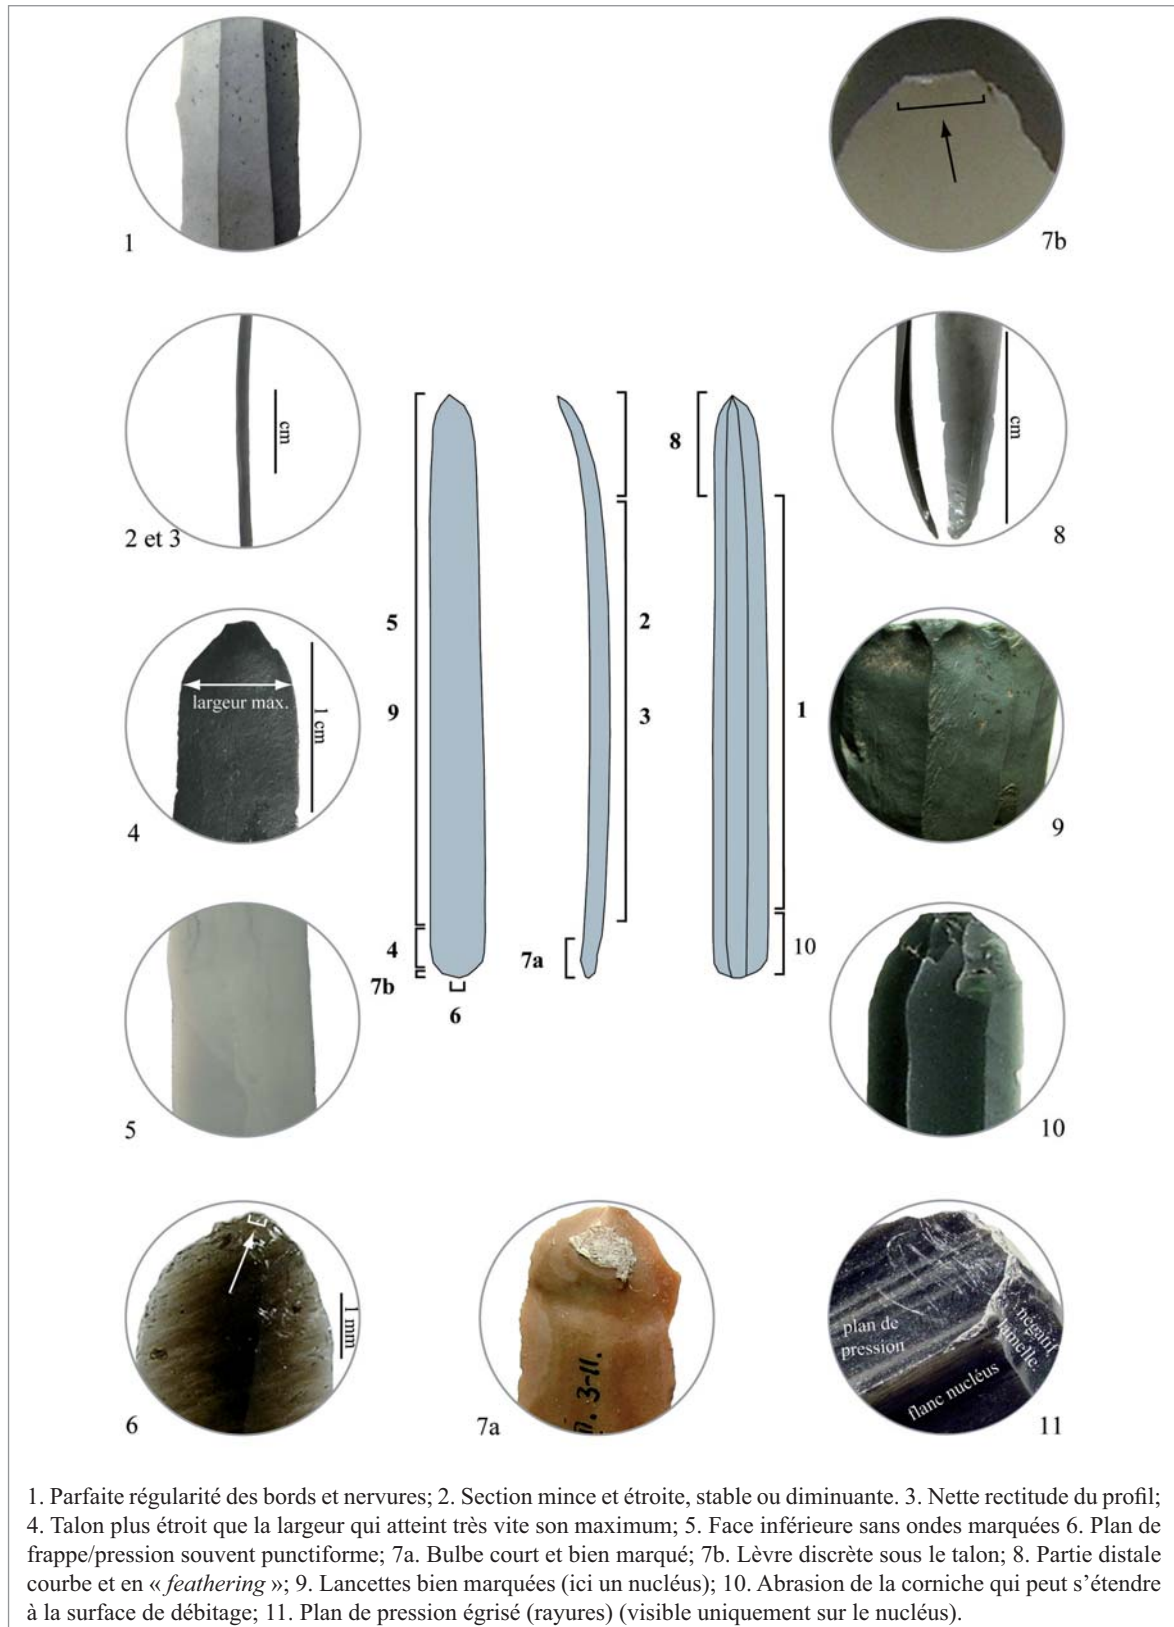 1
7b
2 et 3
cm
8
cm
5
9
2
3
8
1
4
largeur max.
1 cm
9
4
7b
6
7a
10
5
10
6
1 mm
7a
11
plan de
pression
flanc nucléus
négatif
lamelle
1. Parfaite régularité des bords et nervures; 2. Section mince et étroite, stable ou diminuante. 3. Nette rectitude du profil;
4. Talon plus étroit que la largeur qui atteint très vite son maximum; 5. Face inférieure sans ondes marquées 6. Plan de
frappe/pression souvent punctiforme; 7a. Bulbe court et bien marqué; 7b. Lèvre discrète sous le talon; 8. Partie distale
courbe et en « feathering »; 9. Lancettes bien marquées (ici un nucléus); 10. Abrasion de la corniche qui peut s’étendre
à la surface de débitage; 11. Plan de pression égrisé (rayures) (visible uniquement sur le nucléus).